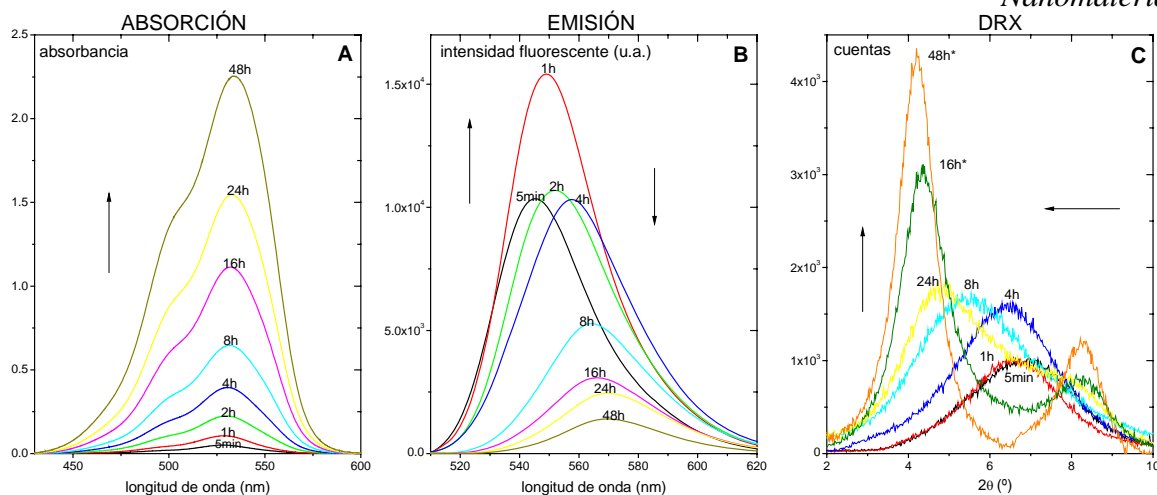 Nanomateria
ABSORCIÓN
EMISIÓN
DRX
absorbancia
A
48h
24h
16h
8h
4h
2h
1h
5min
2.5
2.0
1.5
1.0
0.5
0.0
450
500
550
600
longitud de onda (nm)
intensidad fluorescente (u.a.)
B
1h
5min
2h
4h
8h
16h
24h
48h
1.5x10⁴
1.0x10⁴
5.0x10³
0.0
520
540
560
580
600
620
longitud de onda (nm)
cuentas
C
48h*
16h*
24h
8h
4h
1h
5min
4x10³
3x10³
2x10³
1x10³
0
2
4
6
8
10
2θ (º)